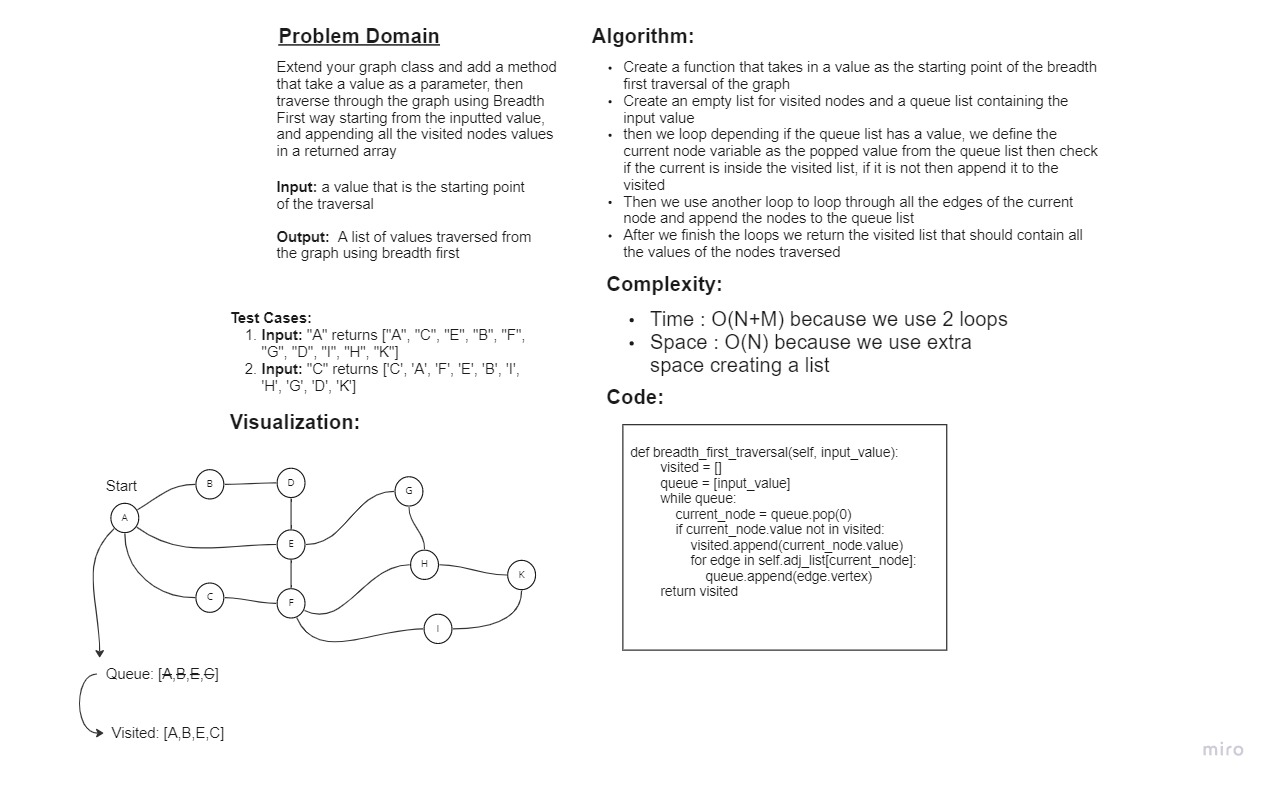 Problem Domain
Extend your graph class and add a method
that take a value as a parameter, then
traverse through the graph using Breadth
First way starting from the inputted value,
and appending all the visited nodes values
in a returned array
Input: a value that is the starting point
of the traversal
Output:  A list of values traversed from
the graph using breadth first
Test Cases:
1. Input: "A" returns ["A", "C", "E", "B", "F",
"G", "D", "I", "H", "K"]
2. Input: "C" returns ['C', 'A', 'F', 'E', 'B', 'I',
'H', 'G', 'D', 'K']
Visualization:
Start
A
B
D
G
E
H
K
C
F
I
Queue: [A,B,E,C]
Visited: [A,B,E,C]
Algorithm:
• Create a function that takes in a value as the starting point of the breadth
first traversal of the graph
• Create an empty list for visited nodes and a queue list containing the
input value
• then we loop depending if the queue list has a value, we define the
current node variable as the popped value from the queue list then check
if the current is inside the visited list, if it is not then append it to the
visited
• Then we use another loop to loop through all the edges of the current
node and append the nodes to the queue list
• After we finish the loops we return the visited list that should contain all
the values of the nodes traversed
Complexity:
• Time : O(N+M) because we use 2 loops
• Space : O(N) because we use extra
space creating a list
Code:
def breadth_first_traversal(self, input_value):
visited = []
queue = [input_value]
while queue:
current_node = queue.pop(0)
if current_node.value not in visited:
visited.append(current_node.value)
for edge in self.adj_list[current_node]:
queue.append(edge.vertex)
return visited
miro